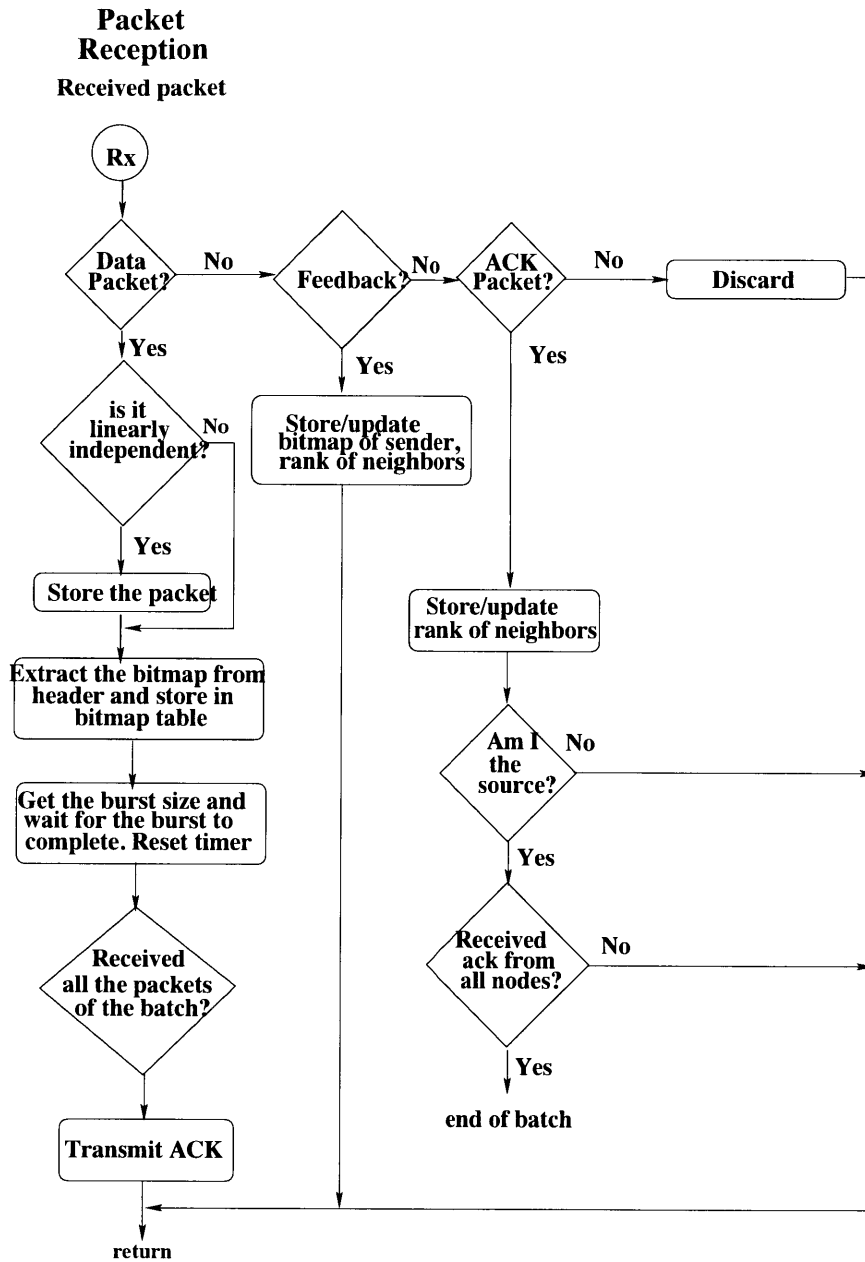 Packet
Reception
Received packet
Rx
Data
Packet?
No
Feedback?
No
ACK
Packet?
No
Discard
Yes
Yes
Yes
is it
linearly
independent?
No
Store/update
bitmap of sender,
rank of neighbors
Yes
Store the packet
Store/update
rank of neighbors
Extract the bitmap from
header and store in
bitmap table
Am I
the
source?
No
Get the burst size and
wait for the burst to
complete. Reset timer
Yes
Received
all the packets
of the batch?
Received
ack from
all nodes?
No
Yes
end of batch
Transmit ACK
return